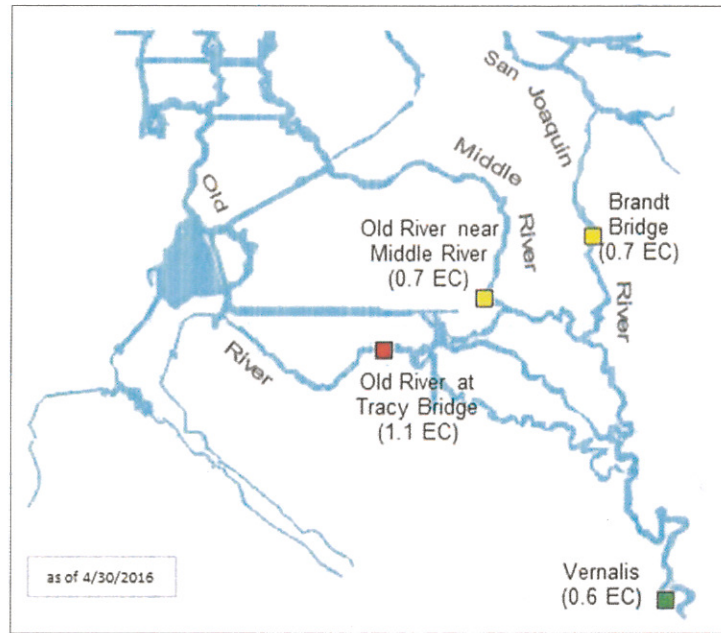 San Joaquin
River
Middle
River
Old
River
Brandt
Bridge
(0.7 EC)
Old River near
Middle River
(0.7 EC)
Old River at
Tracy Bridge
(1.1 EC)
Vernalis
(0.6 EC)
as of 4/30/2016